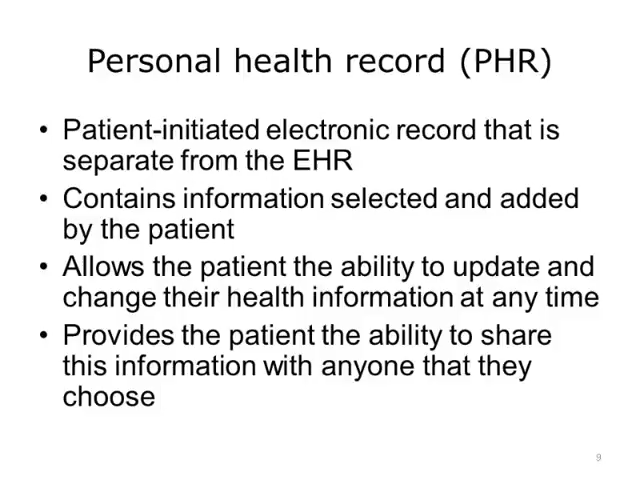 Personal health record (PHR)
• Patient-initiated electronic record that is
separate from the EHR
• Contains information selected and added
by the patient
• Allows the patient the ability to update and
change their health information at any time
• Provides the patient the ability to share
this information with anyone that they
choose
9